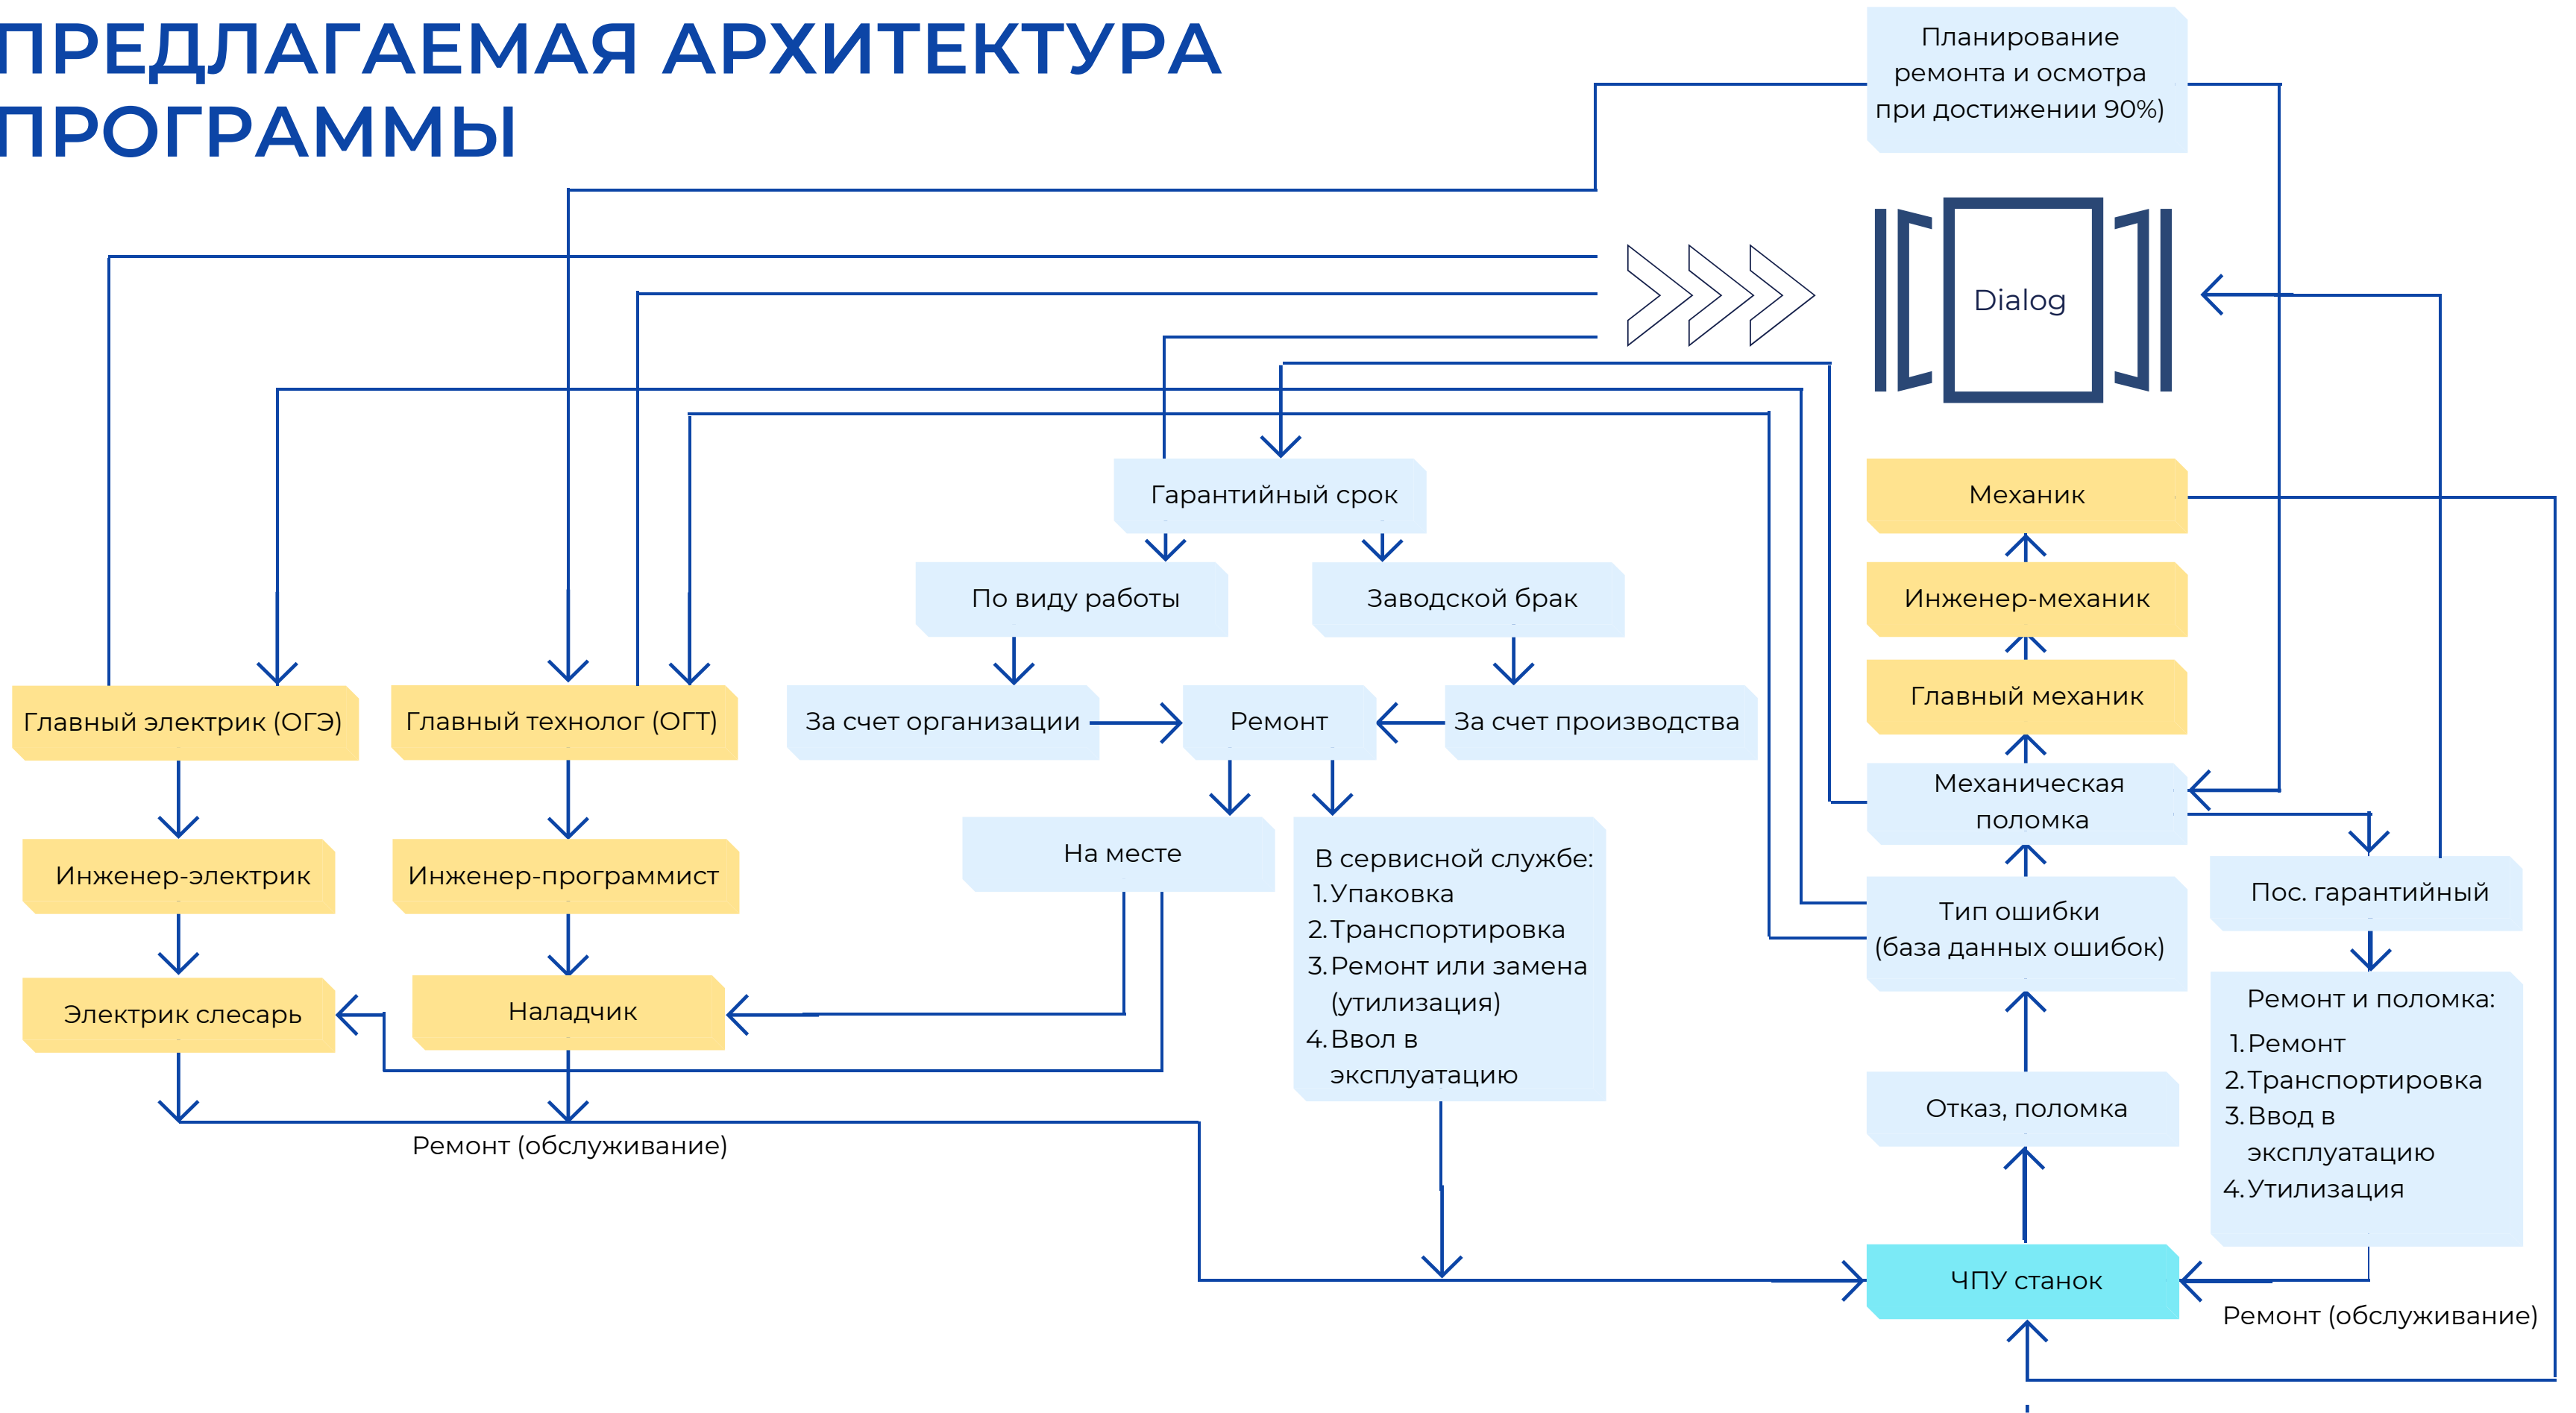 ПРЕДЛАГАЕМАЯ АРХИТЕКТУРА
ПРОГРАММЫ
Планирование
ремонта и осмотра
при достижении 90%)
Dialog
Гарантийный срок
Механик
По виду работы
Заводской брак
Инженер-механик
Главный механик
Главный электрик (ОГЭ)
Главный технолог (ОГТ)
За счет организации
Ремонт
За счет производства
Механическая
поломка
Инженер-электрик
Инженер-программист
На месте
В сервисной службе:
1. Упаковка
2. Транспортировка
3. Ремонт или замена
(утилизация)
4. Ввол в
эксплуатацию
Тип ошибки
(база данных ошибок)
Пос. гарантийный
Электрик слесарь
Наладчик
Ремонт и поломка:
1. Ремонт
2. Транспортировка
3. Ввод в
эксплуатацию
4. Утилизация
Отказ, поломка
Ремонт (обслуживание)
ЧПУ станок
Ремонт (обслуживание)